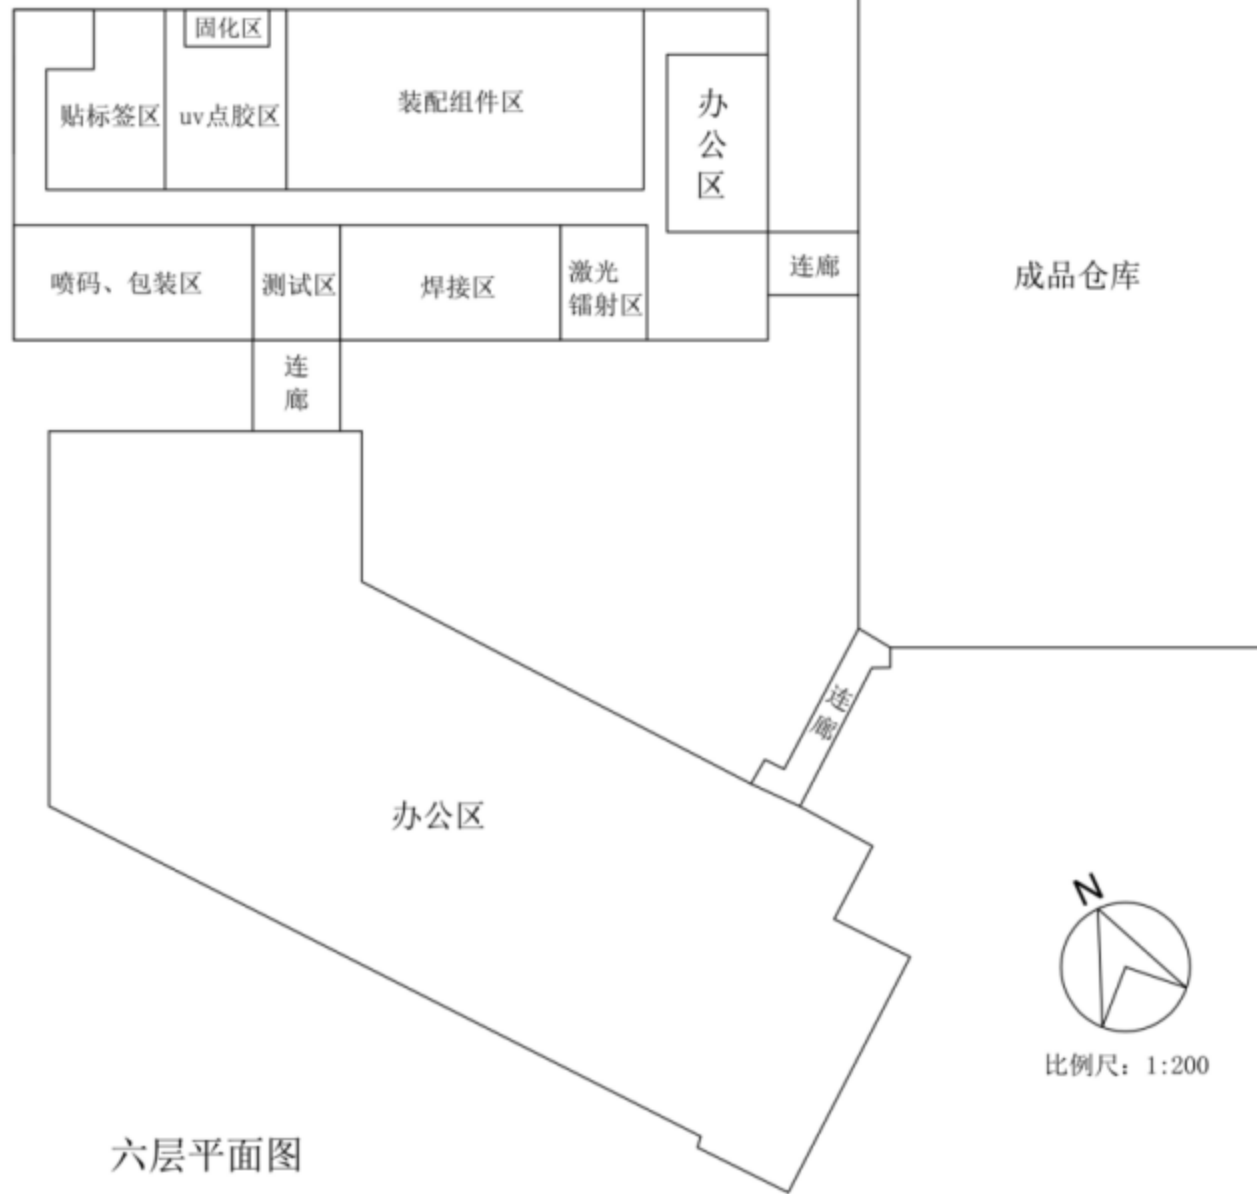 固化区
贴标签区
uv点胶区
装配组件区
办
公
区
喷码、包装区
测试区
焊接区
激光
镭射区
连廊
成品仓库
连
廊
连
廊
办公区
N
比例尺：1:200
六层平面图